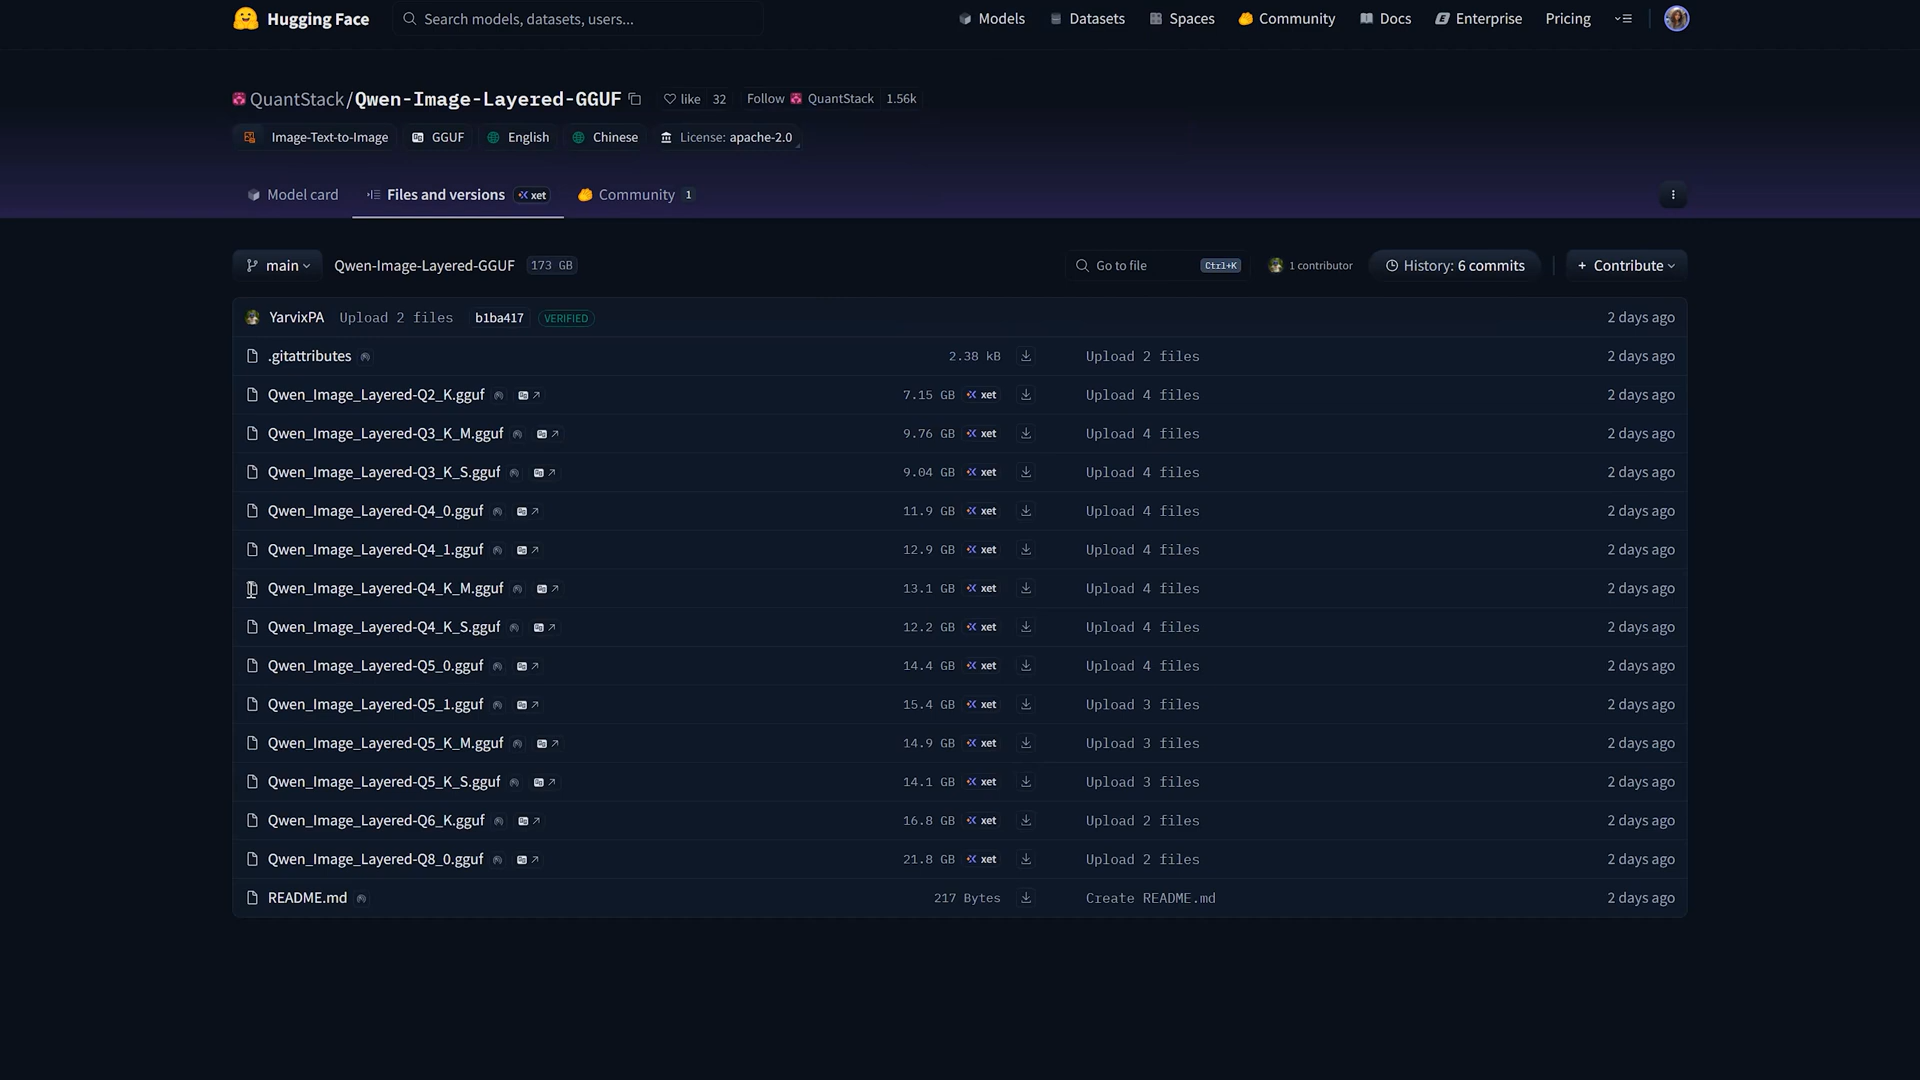 Hugging Face Search models, datasets, users... Models Datasets Spaces Community Docs Enterprise Pricing
QuantStack/Qwen-Image-Layered-GGUF like 32 Follow QuantStack 1.56k
Image-Text-to-Image GGUF English Chinese License: apache-2.0
Model card Files and versions xet Community 1
main Qwen-Image-Layered-GGUF 173 GB Go to file Ctrl+K 1 contributor History: 6 commits + Contribute
YarvixPA Upload 2 files b1ba417 VERIFIED 2 days ago
.gitattributes 2.38 kB Upload 2 files 2 days ago
Qwen_Image_Layered-Q2_K.gguf 7.15 GB xet Upload 4 files 2 days ago
Qwen_Image_Layered-Q3_K_M.gguf 9.76 GB xet Upload 4 files 2 days ago
Qwen_Image_Layered-Q3_K_S.gguf 9.04 GB xet Upload 4 files 2 days ago
Qwen_Image_Layered-Q4_0.gguf 11.9 GB xet Upload 4 files 2 days ago
Qwen_Image_Layered-Q4_1.gguf 12.9 GB xet Upload 4 files 2 days ago
Qwen_Image_Layered-Q4_K_M.gguf 13.1 GB xet Upload 4 files 2 days ago
Qwen_Image_Layered-Q4_K_S.gguf 12.2 GB xet Upload 4 files 2 days ago
Qwen_Image_Layered-Q5_0.gguf 14.4 GB xet Upload 4 files 2 days ago
Qwen_Image_Layered-Q5_1.gguf 15.4 GB xet Upload 3 files 2 days ago
Qwen_Image_Layered-Q5_K_M.gguf 14.9 GB xet Upload 3 files 2 days ago
Qwen_Image_Layered-Q5_K_S.gguf 14.1 GB xet Upload 3 files 2 days ago
Qwen_Image_Layered-Q6_K.gguf 16.8 GB xet Upload 2 files 2 days ago
Qwen_Image_Layered-Q8_0.gguf 21.8 GB xet Upload 2 files 2 days ago
README.md 217 Bytes Create README.md 2 days ago